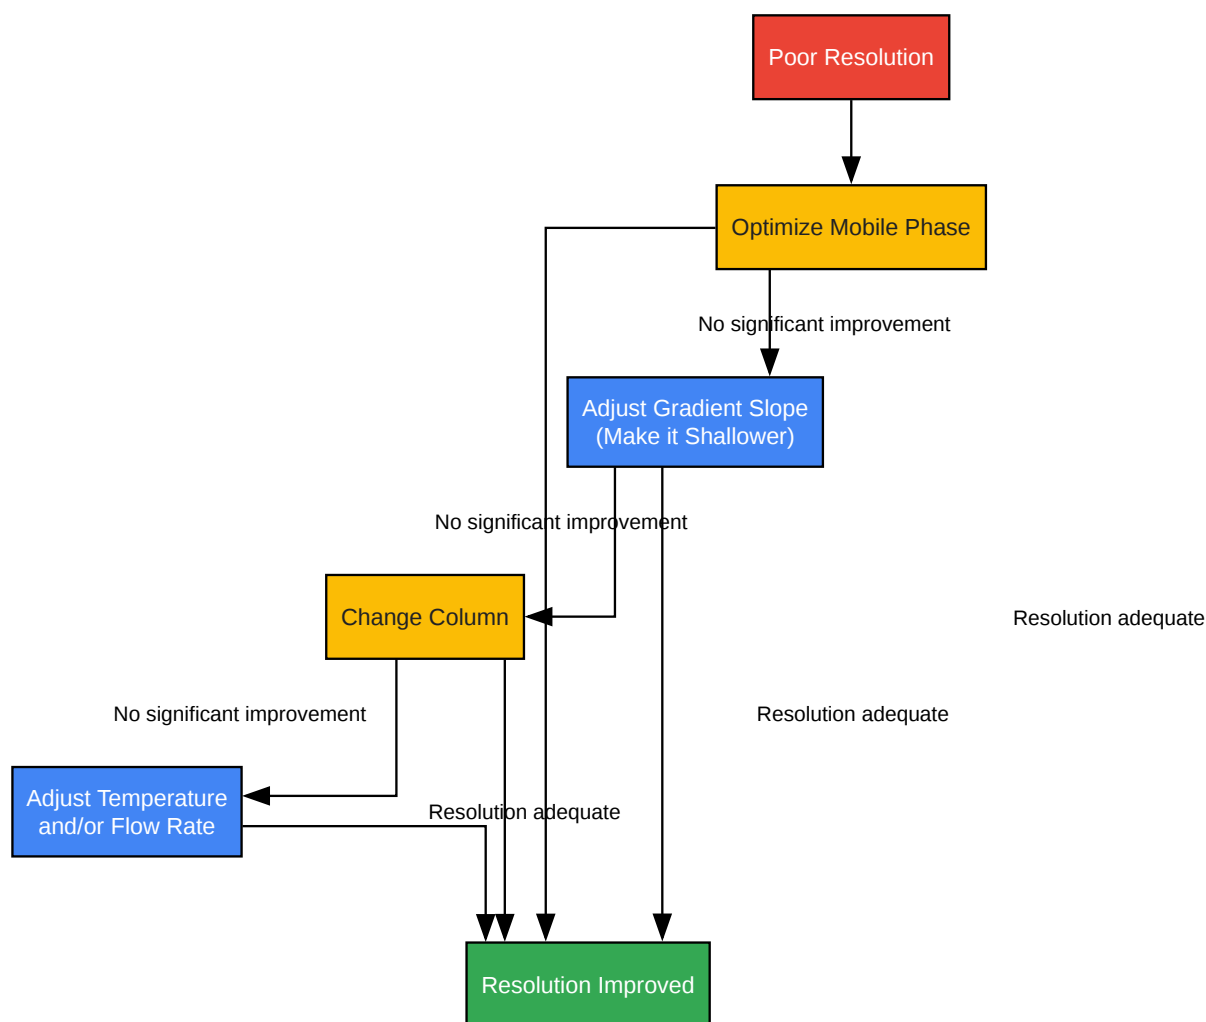 Poor Resolution
Optimize Mobile Phase
No significant improvement
Adjust Gradient Slope
(Make it Shallower)
No significant improvement
Change Column
Resolution adequate
No significant improvement
Resolution adequate
Adjust Temperature
and/or Flow Rate
Resolution adequate
Resolution Improved